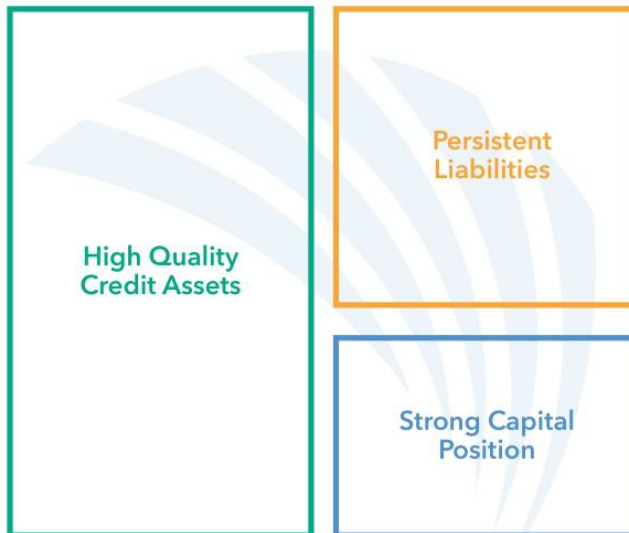 High Quality
Credit Assets
Persistent
Liabilities
Strong Capital
Position